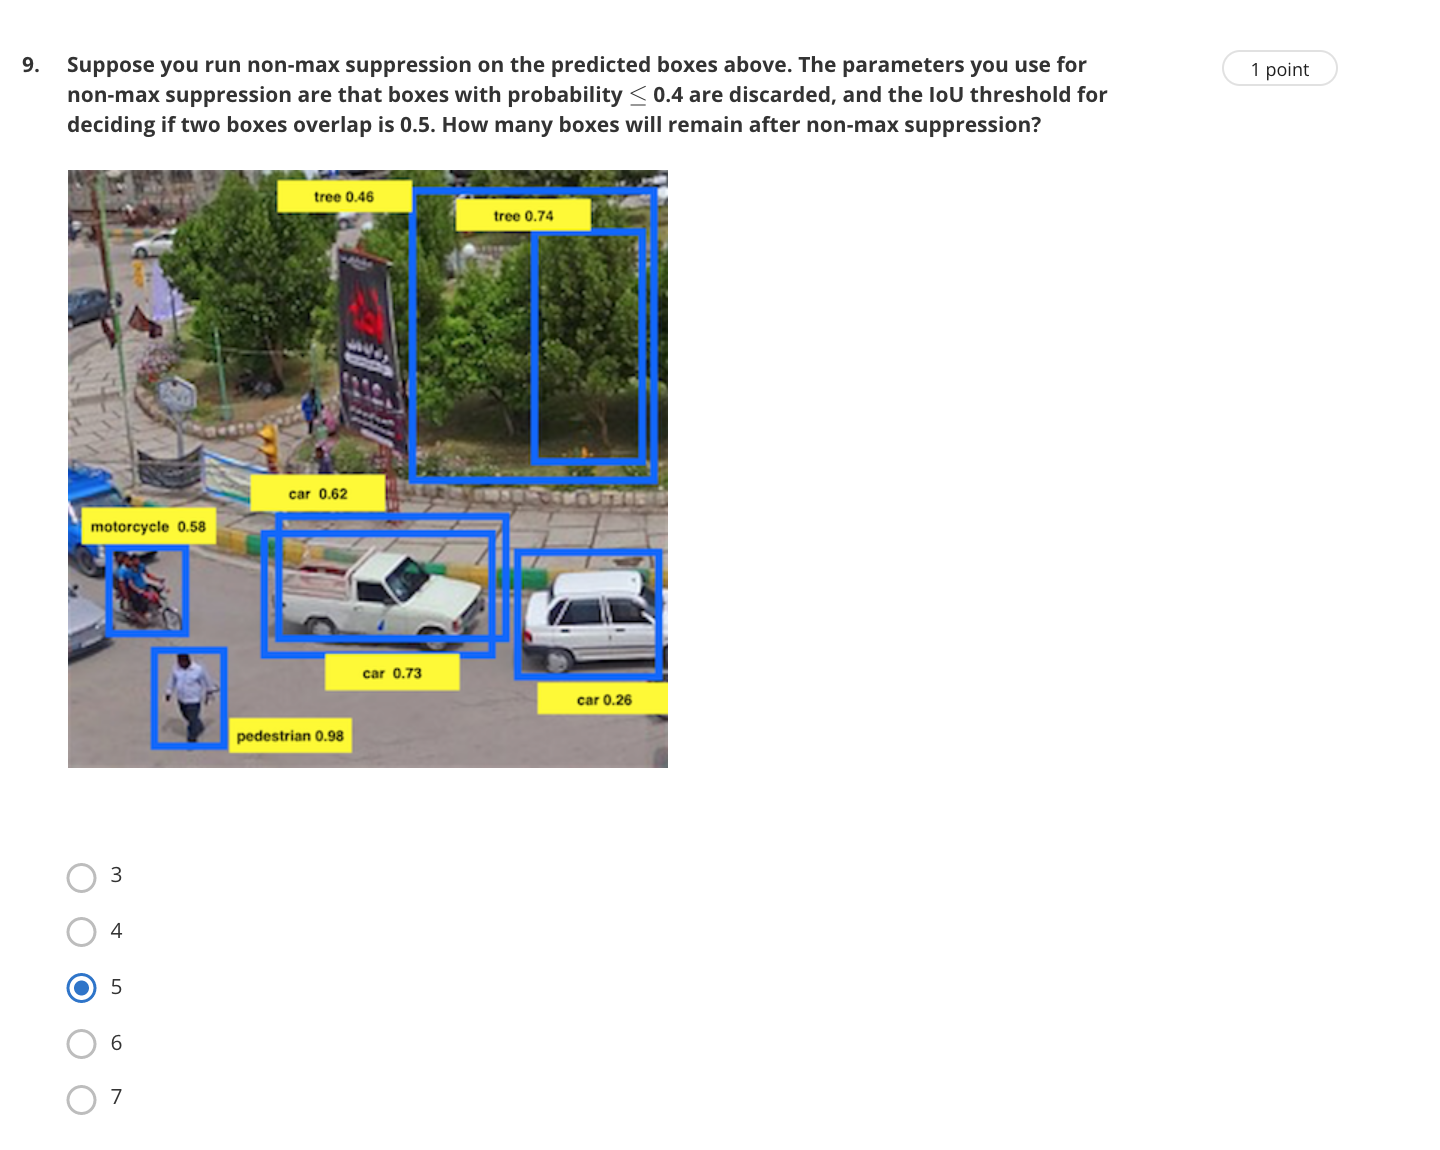 9. Suppose you run non-max suppression on the predicted boxes above. The parameters you use for
non-max suppression are that boxes with probability ≤ 0.4 are discarded, and the IoU threshold for
deciding if two boxes overlap is 0.5. How many boxes will remain after non-max suppression?
1 point
tree 0.46
tree 0.74
car 0.62
motorcycle 0.58
car 0.73
car 0.26
pedestrian 0.98
3
4
5
6
7